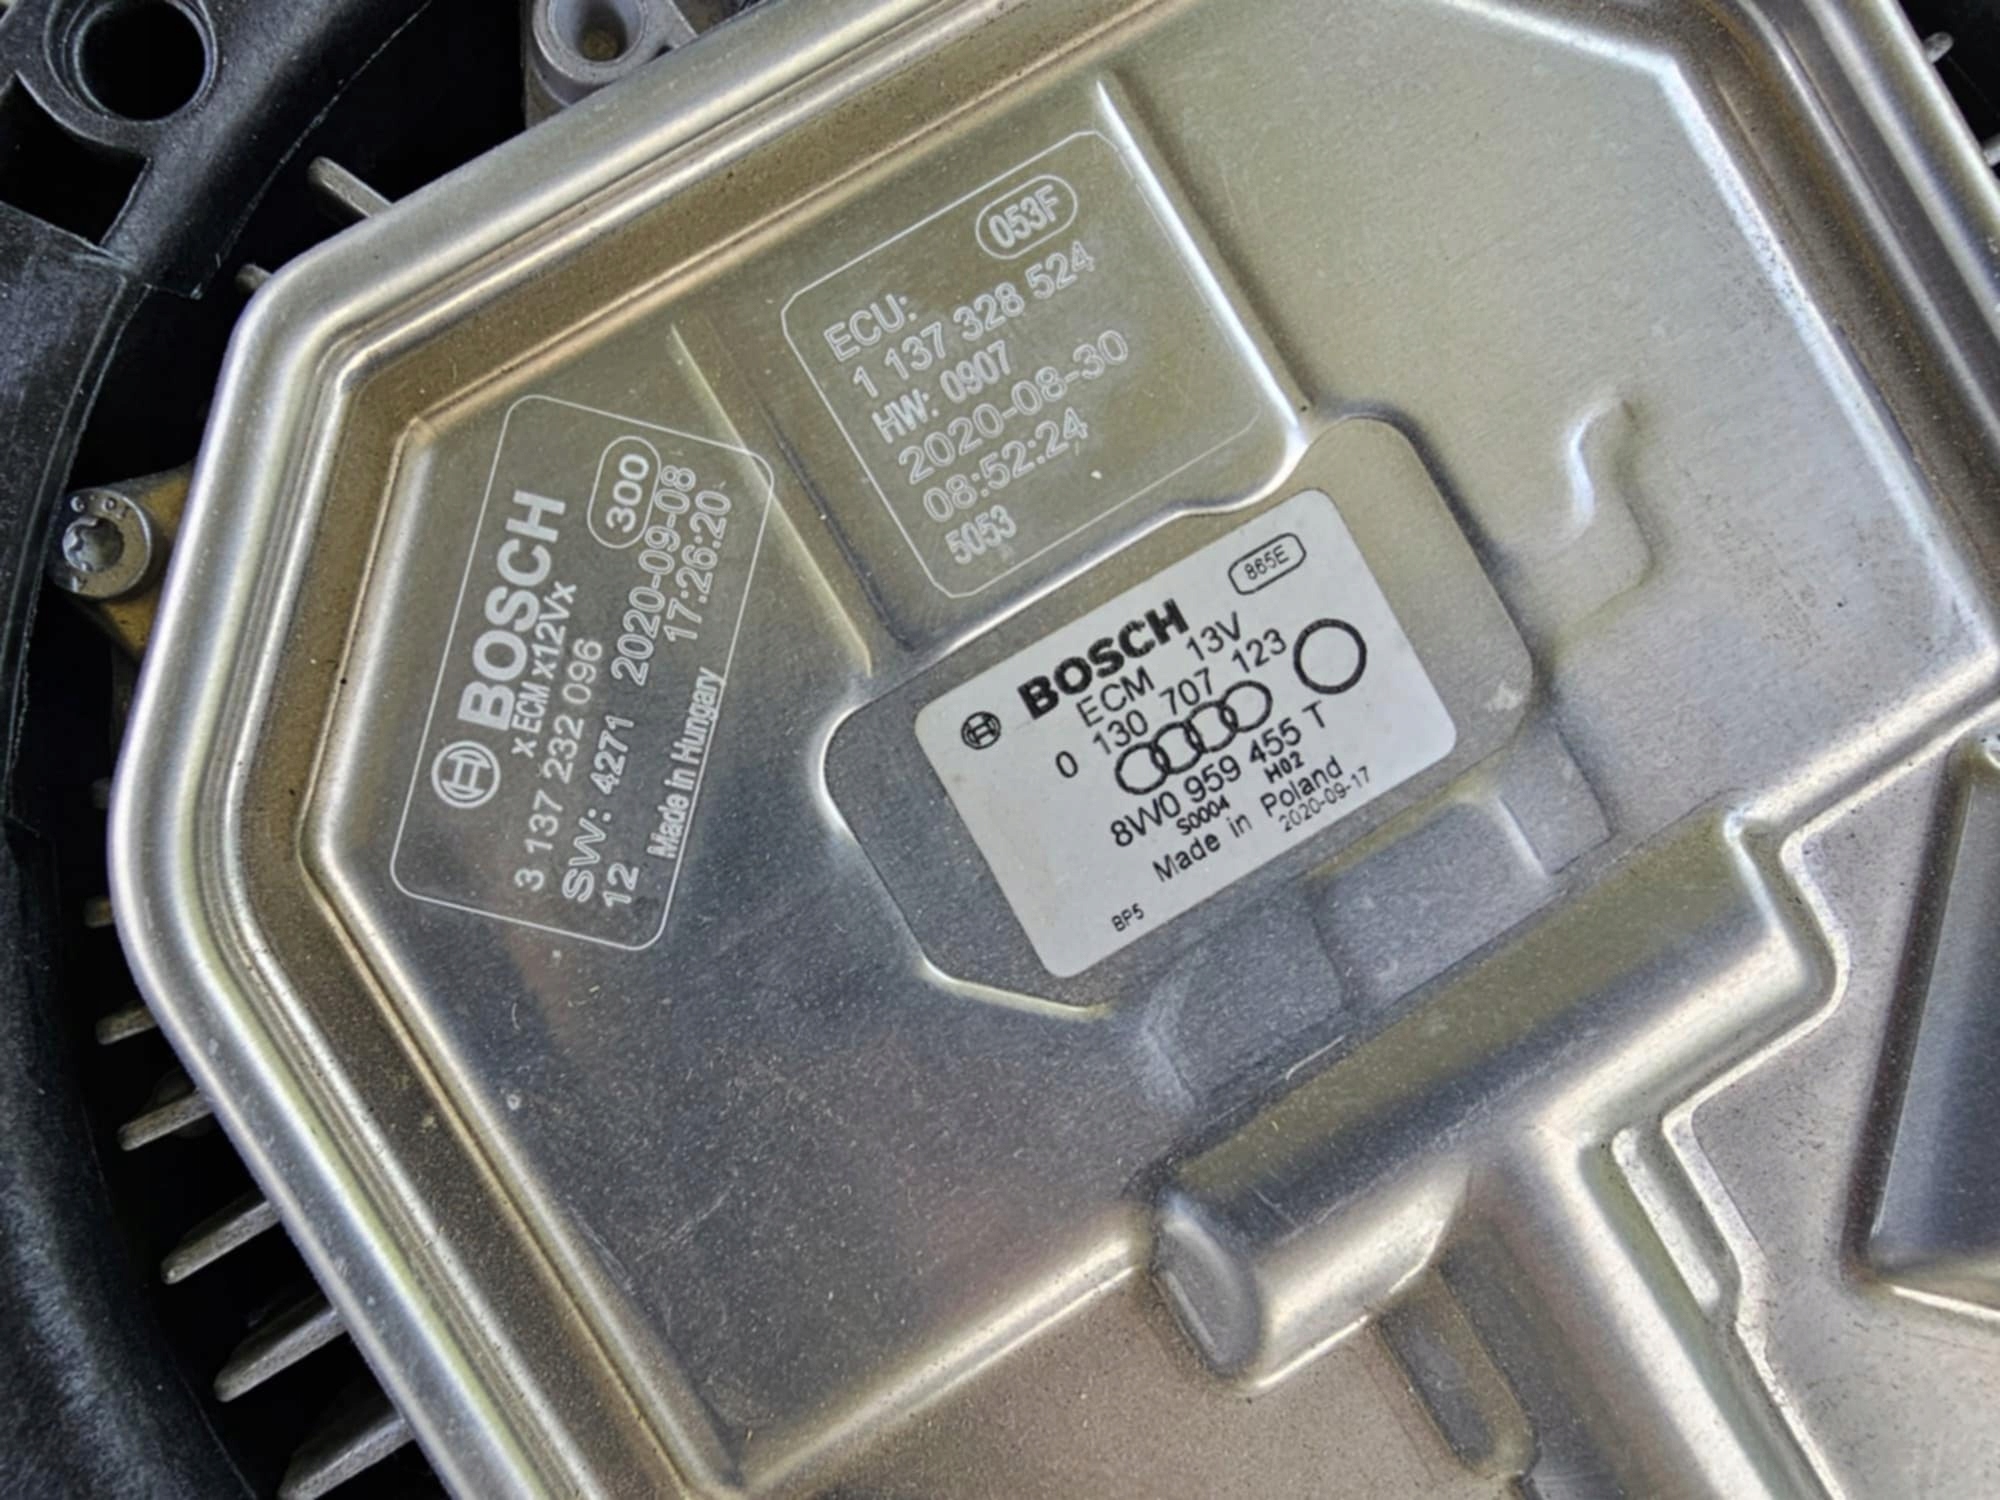 053F
ECU:
1 137 328 524
HW: 0907
2020-08-30
08:52:24
5053
BOSCH 300
x ECM x12Vx
3 137 232 096
SW: 4271 2020-09-08
12 17:26:20
Made in Hungary
865E
BOSCH
ECM 13V
0 130 707 123
8W0 959 455 T
S0004 H02
Made in Poland
2020-09-17
BP5